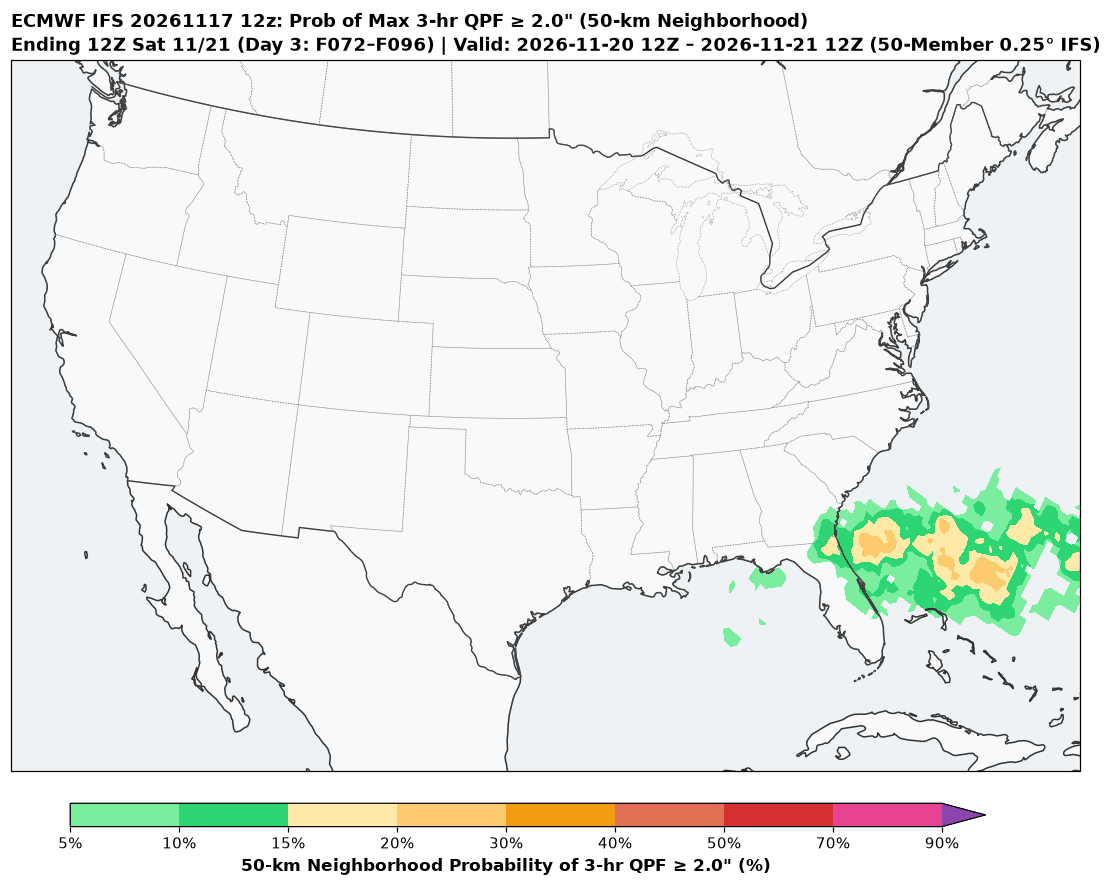 ECMWF IFS 20261117 12z: Prob of Max 3-hr QPF ≥ 2.0" (50-km Neighborhood)
Ending 12Z Sat 11/21 (Day 3: F072–F096) | Valid: 2026-11-20 12Z – 2026-11-21 12Z (50-Member 0.25° IFS)
5% 10% 15% 20% 30% 40% 50% 70% 90%
50-km Neighborhood Probability of 3-hr QPF ≥ 2.0" (%)